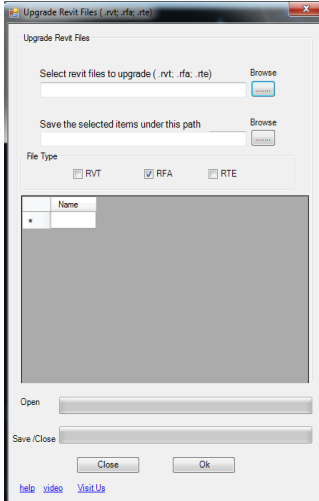 Upgrade Revit Files ( .rvt; .rfa; .rte)
Upgrade Revit Files
Select revit files to upgrade ( .rvt; .rfa; .rte) Browse
.......
Save the selected items under this path Browse
.......
File Type
RVT RFA RTE
Name
*
Open
Save /Close
Close Ok
help video Visit Us